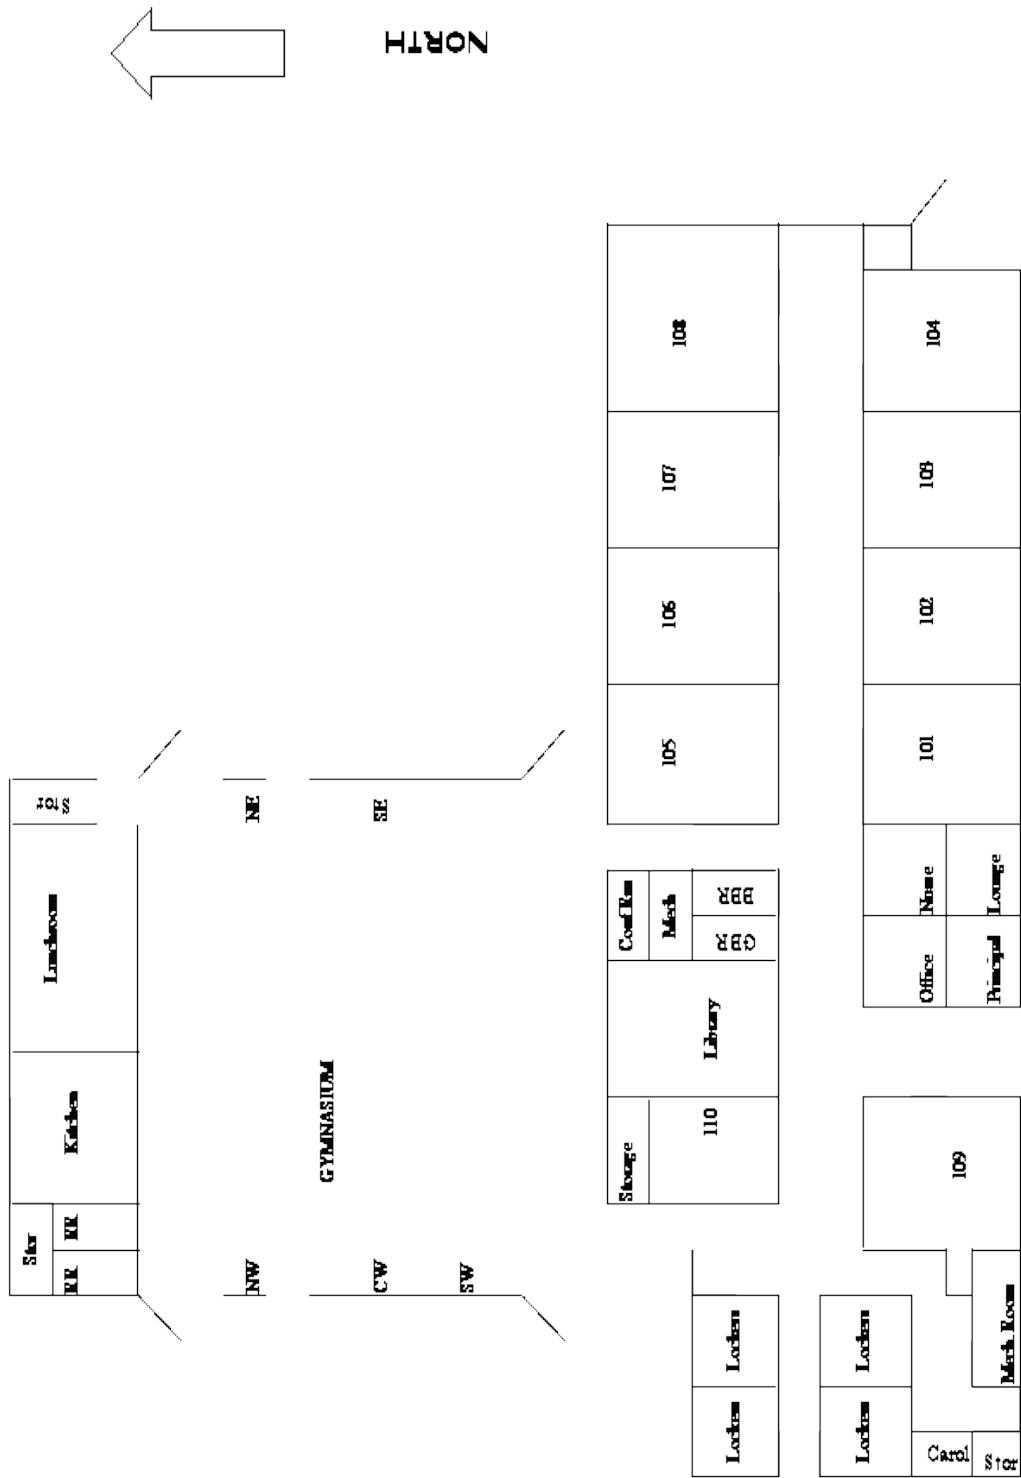 NORTH
Stor
Lunchroom
Kitchen
Stor
RR
RR
NE
SE
GYMNASIUM
NW
CW
SW
108
107
106
105
Conf Rm
Mech
BBR
GBR
Library
110
Storage
104
103
102
101
Lounge
Office
Principal
109
Lockers
Lockers
Lockers
Lockers
Mech Room
Carol
Stor